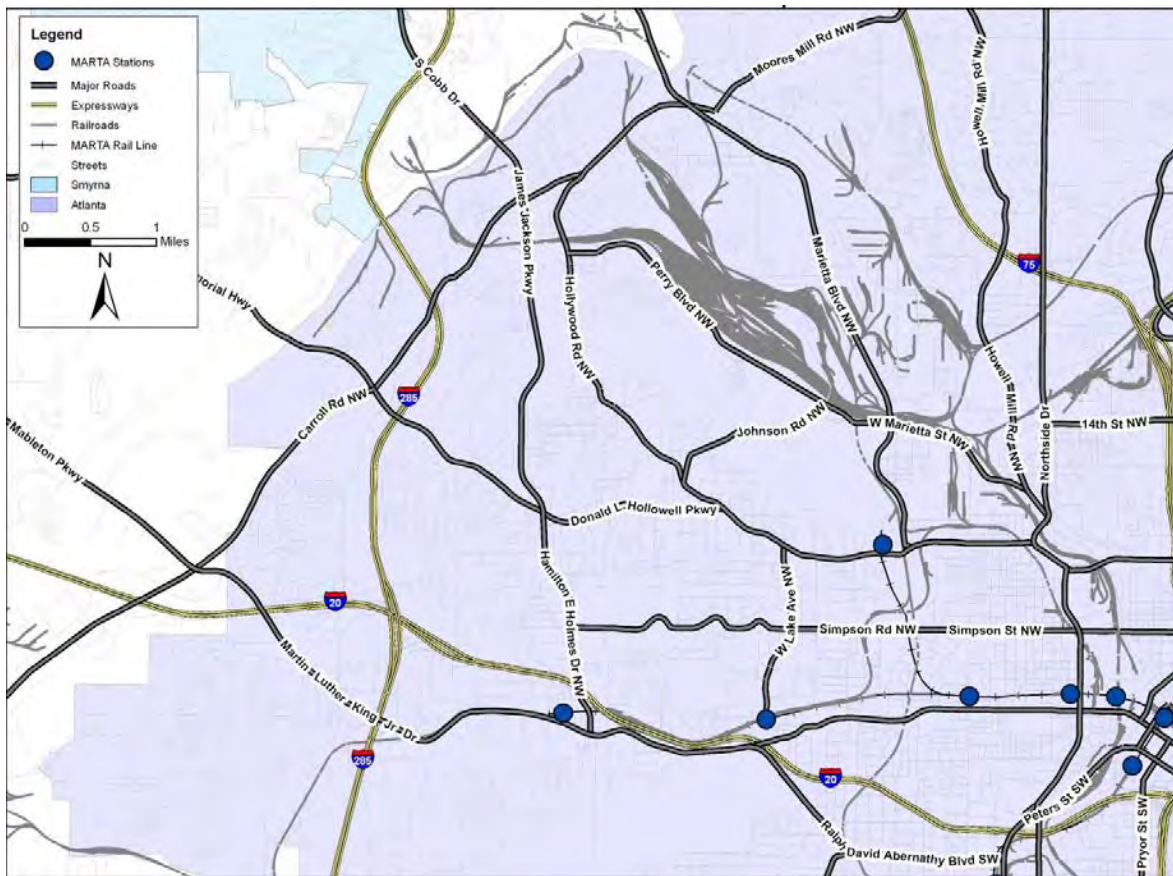 Legend
MARTA Stations
Major Roads
Expressways
Railroads
MARTA Rail Line
Streets
Smyrna
Atlanta
0 0.5 1
Miles
N
S Cobb Dr
Moores Mill Rd NW
Howell Mill Rd NW
James Jackson Pkwy
75
orial Hwy
Hollywood Rd NW
Perry Blvd NW
Marietta Blvd NW
285
Carroll Rd NW
Howell Mill Rd NW
Northside Dr
Mableton Pkwy
Johnson Rd NW
W Marietta St NW
14th St NW
Donald L Hollowell Pkwy
Hamilton E Holmes Dr NW
W Lake Ave NW
20
Simpson Rd NW
Simpson St NW
Martin Luther King Jr Dr
285
20
Peters St SW
Pryor St SW
Ralph
David Abernathy Blvd SW